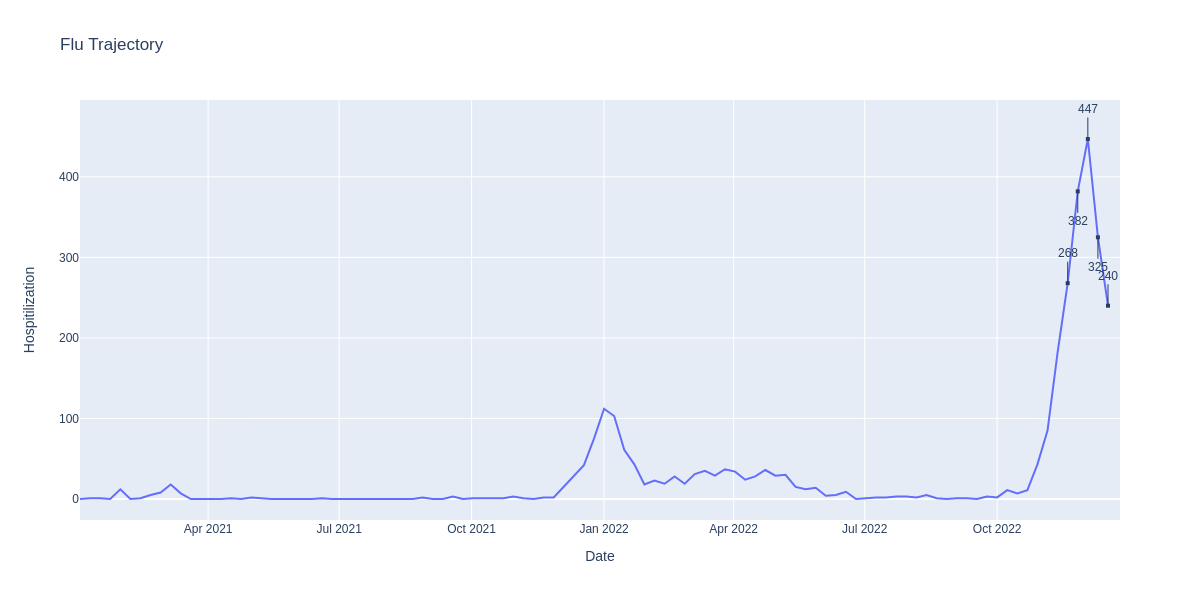 Flu Trajectory
447
400
382
300
268
325
240
200
100
0
Hospitilization
Apr 2021
Jul 2021
Oct 2021
Jan 2022
Apr 2022
Jul 2022
Oct 2022
Date